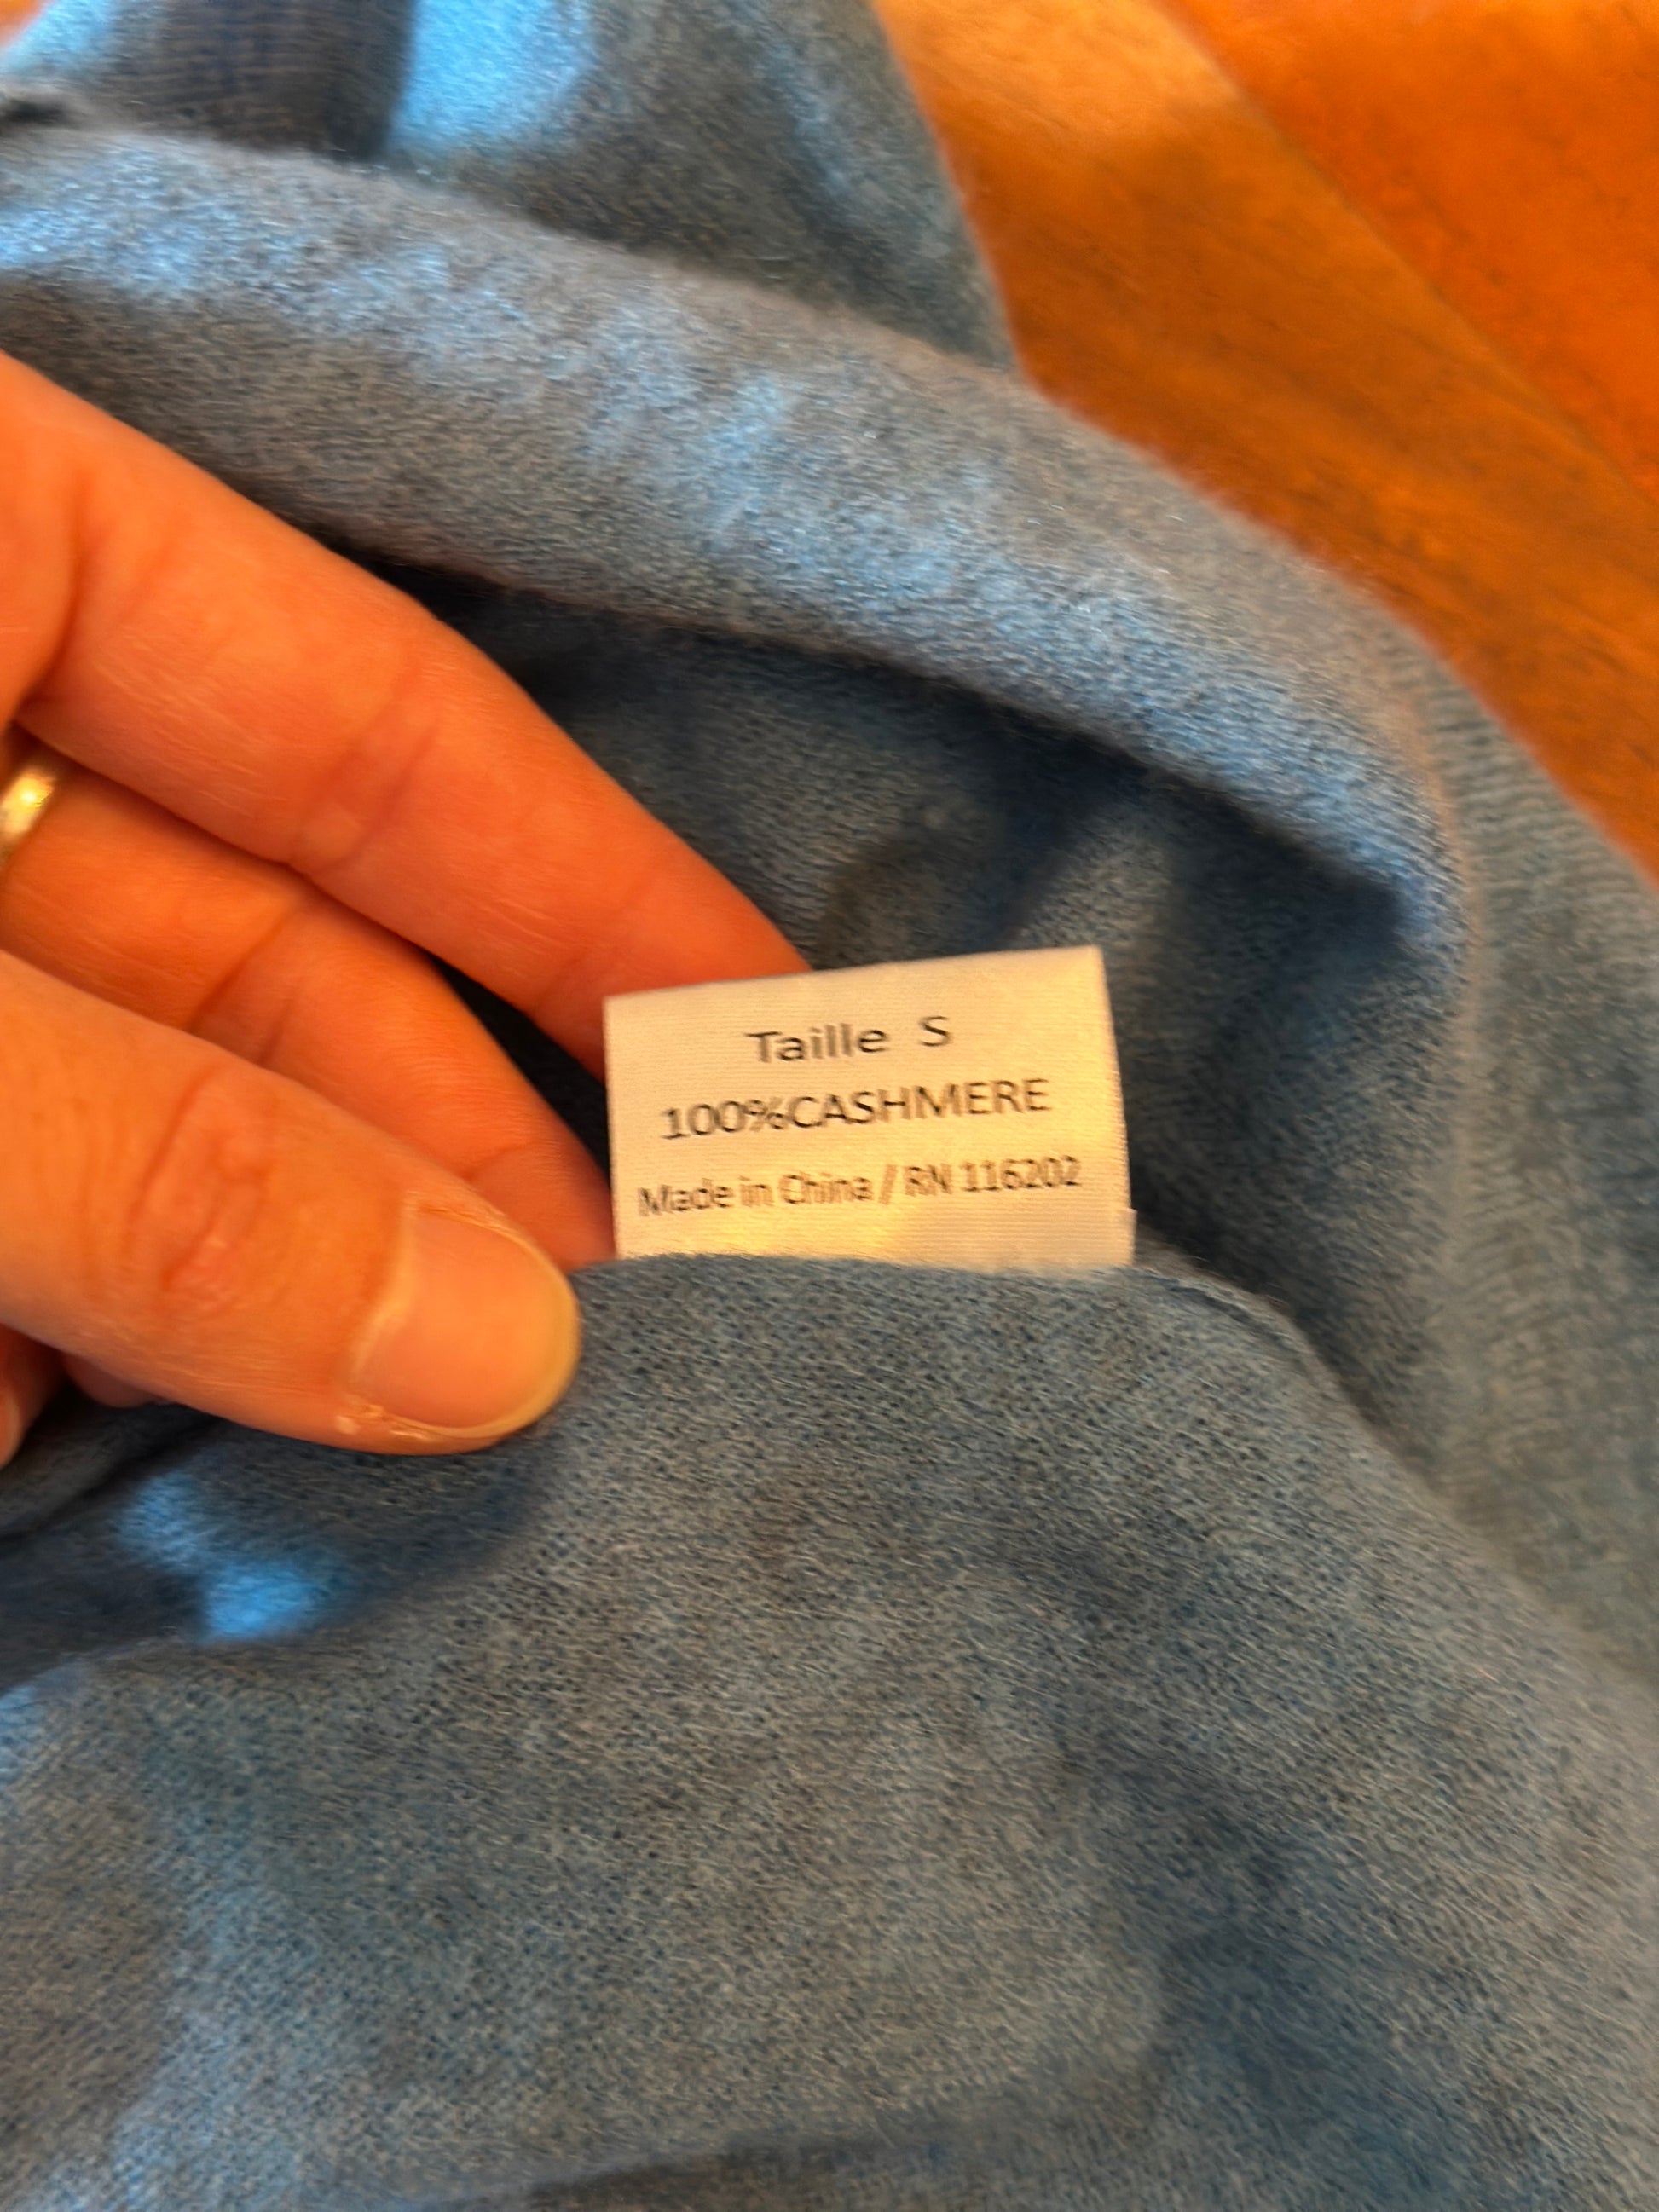 Taille S
100%CASHMERE
Made in China / RN 116202